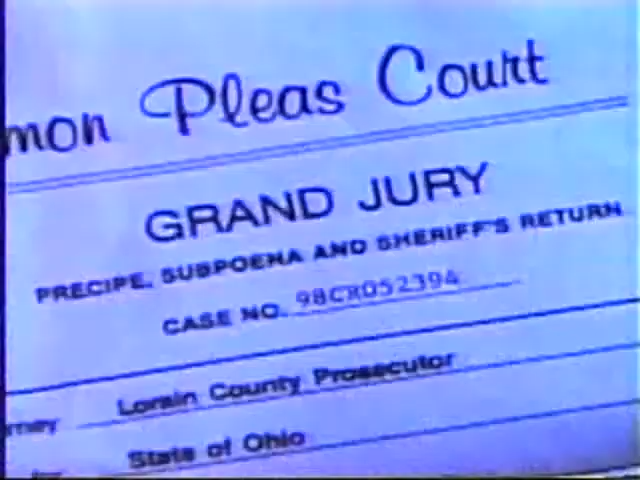 mon Pleas Court
GRAND JURY
PRECIPE, SUBPOENA AND SHERIFF'S RETURN
CASE NO. 98CR052394
rney Lorain County Prosecutor
State of Ohio